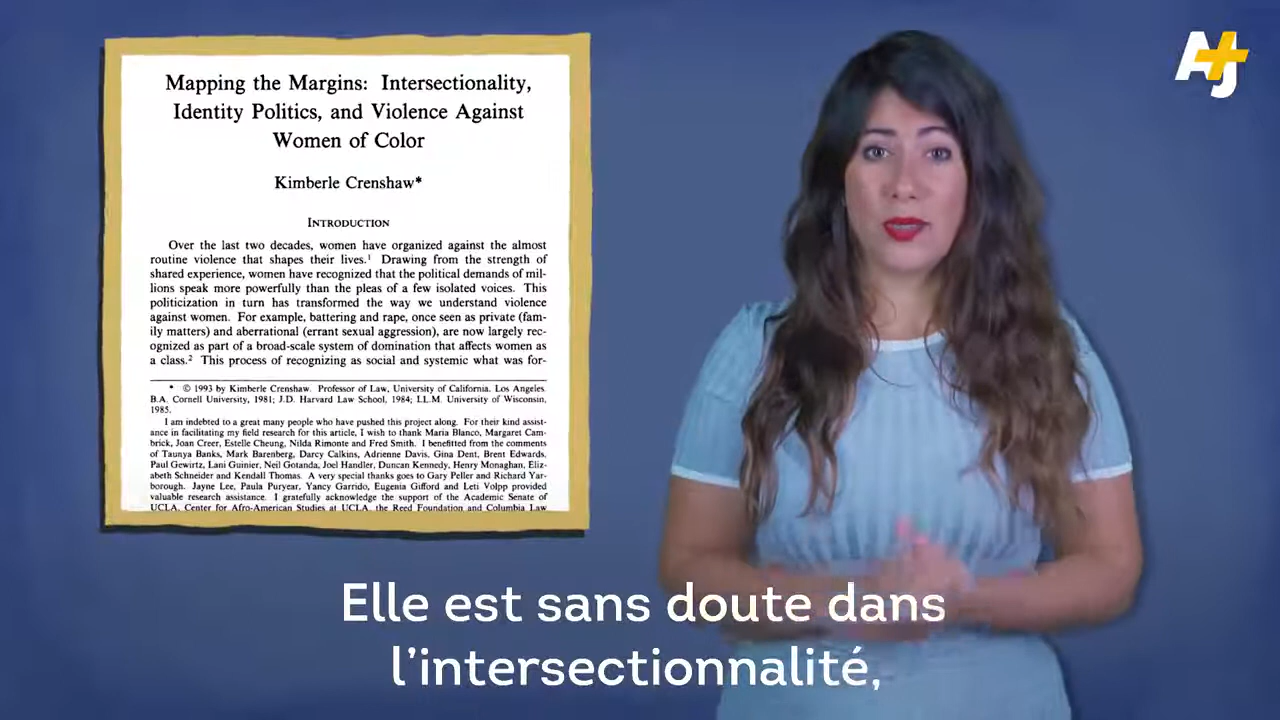 Mapping the Margins: Intersectionality,
Identity Politics, and Violence Against
Women of Color
Kimberle Crenshaw*
INTRODUCTION
Over the last two decades, women have organized against the almost
routine violence that shapes their lives.¹ Drawing from the strength of
shared experience, women have recognized that the political demands of mil-
lions speak more powerfully than the pleas of a few isolated voices. This
politicization in turn has transformed the way we understand violence
against women. For example, battering and rape, once seen as private (fam-
ily matters) and aberrational (errant sexual aggression), are now largely rec-
ognized as part of a broad-scale system of domination that affects women as
a class.² This process of recognizing as social and systemic what was for-
* © 1993 by Kimberle Crenshaw. Professor of Law, University of California, Los Angeles.
B.A. Cornell University, 1981; J.D. Harvard Law School, 1984; LL.M. University of Wisconsin,
1985.
I am indebted to a great many people who have pushed this project along. For their kind assist-
ance in facilitating my field research for this article, I wish to thank Maria Blanco, Margaret Cam-
brick, Joan Creer, Estelle Cheung, Nilda Rimonte and Fred Smith. I benefitted from the comments
of Taunya Banks, Mark Barenberg, Darcy Calkins, Adrienne Davis, Gina Dent, Brent Edwards,
Paul Gewirtz, Lani Guinier, Neil Gotanda, Joel Handler, Duncan Kennedy, Henry Monaghan, Eliz-
abeth Schneider and Kendall Thomas. A very special thanks goes to Gary Peller and Richard Yar-
borough. Jayne Lee, Paula Puryear, Yancy Garrido, Eugenia Gifford and Leti Volpp provided
valuable research assistance. I gratefully acknowledge the support of the Academic Senate of
UCLA, Center for Afro-American Studies at UCLA, the Reed Foundation and Columbia Law
AJ+
Elle est sans doute dans
l'intersectionnalité,